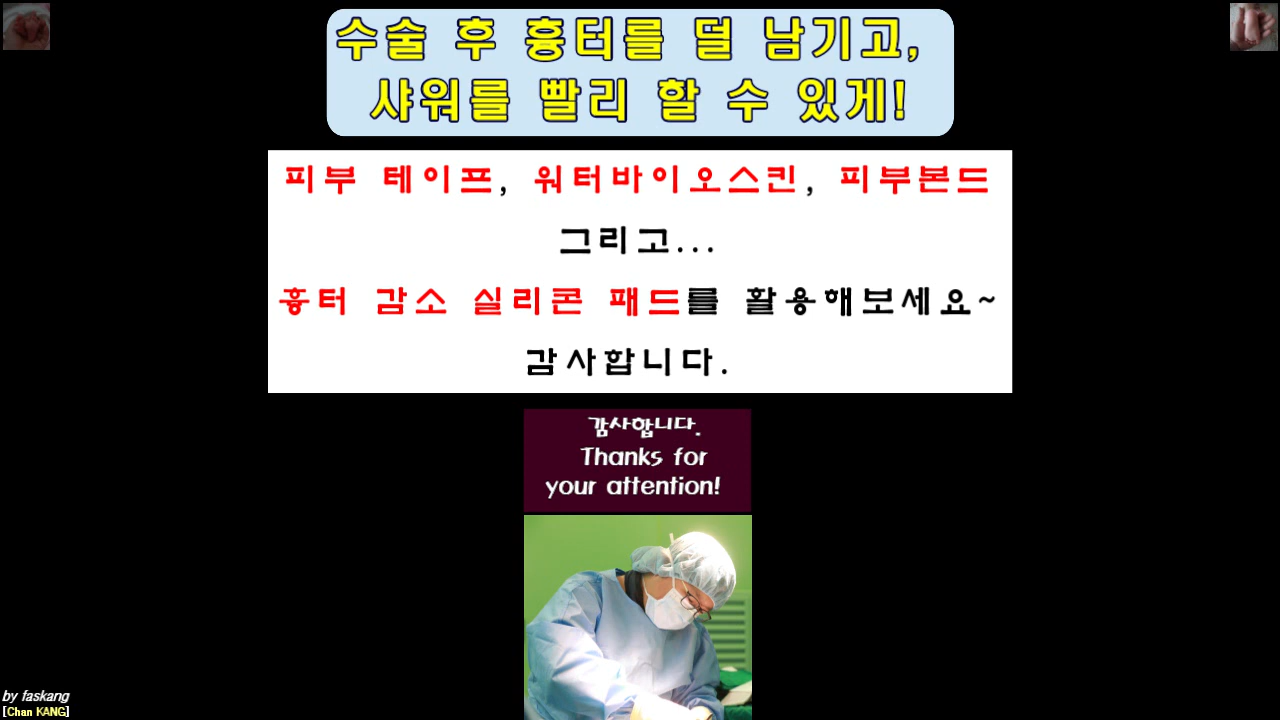 수술 후 흉터를 덜 남기고,
샤워를 빨리 할 수 있게!
피부 테이프, 워터바이오스킨, 피부본드
그리고...
흉터 감소 실리콘 패드를 활용해보세요~
감사합니다.
감사합니다.
Thanks for
your attention!
by faskang
[Chan KANG]